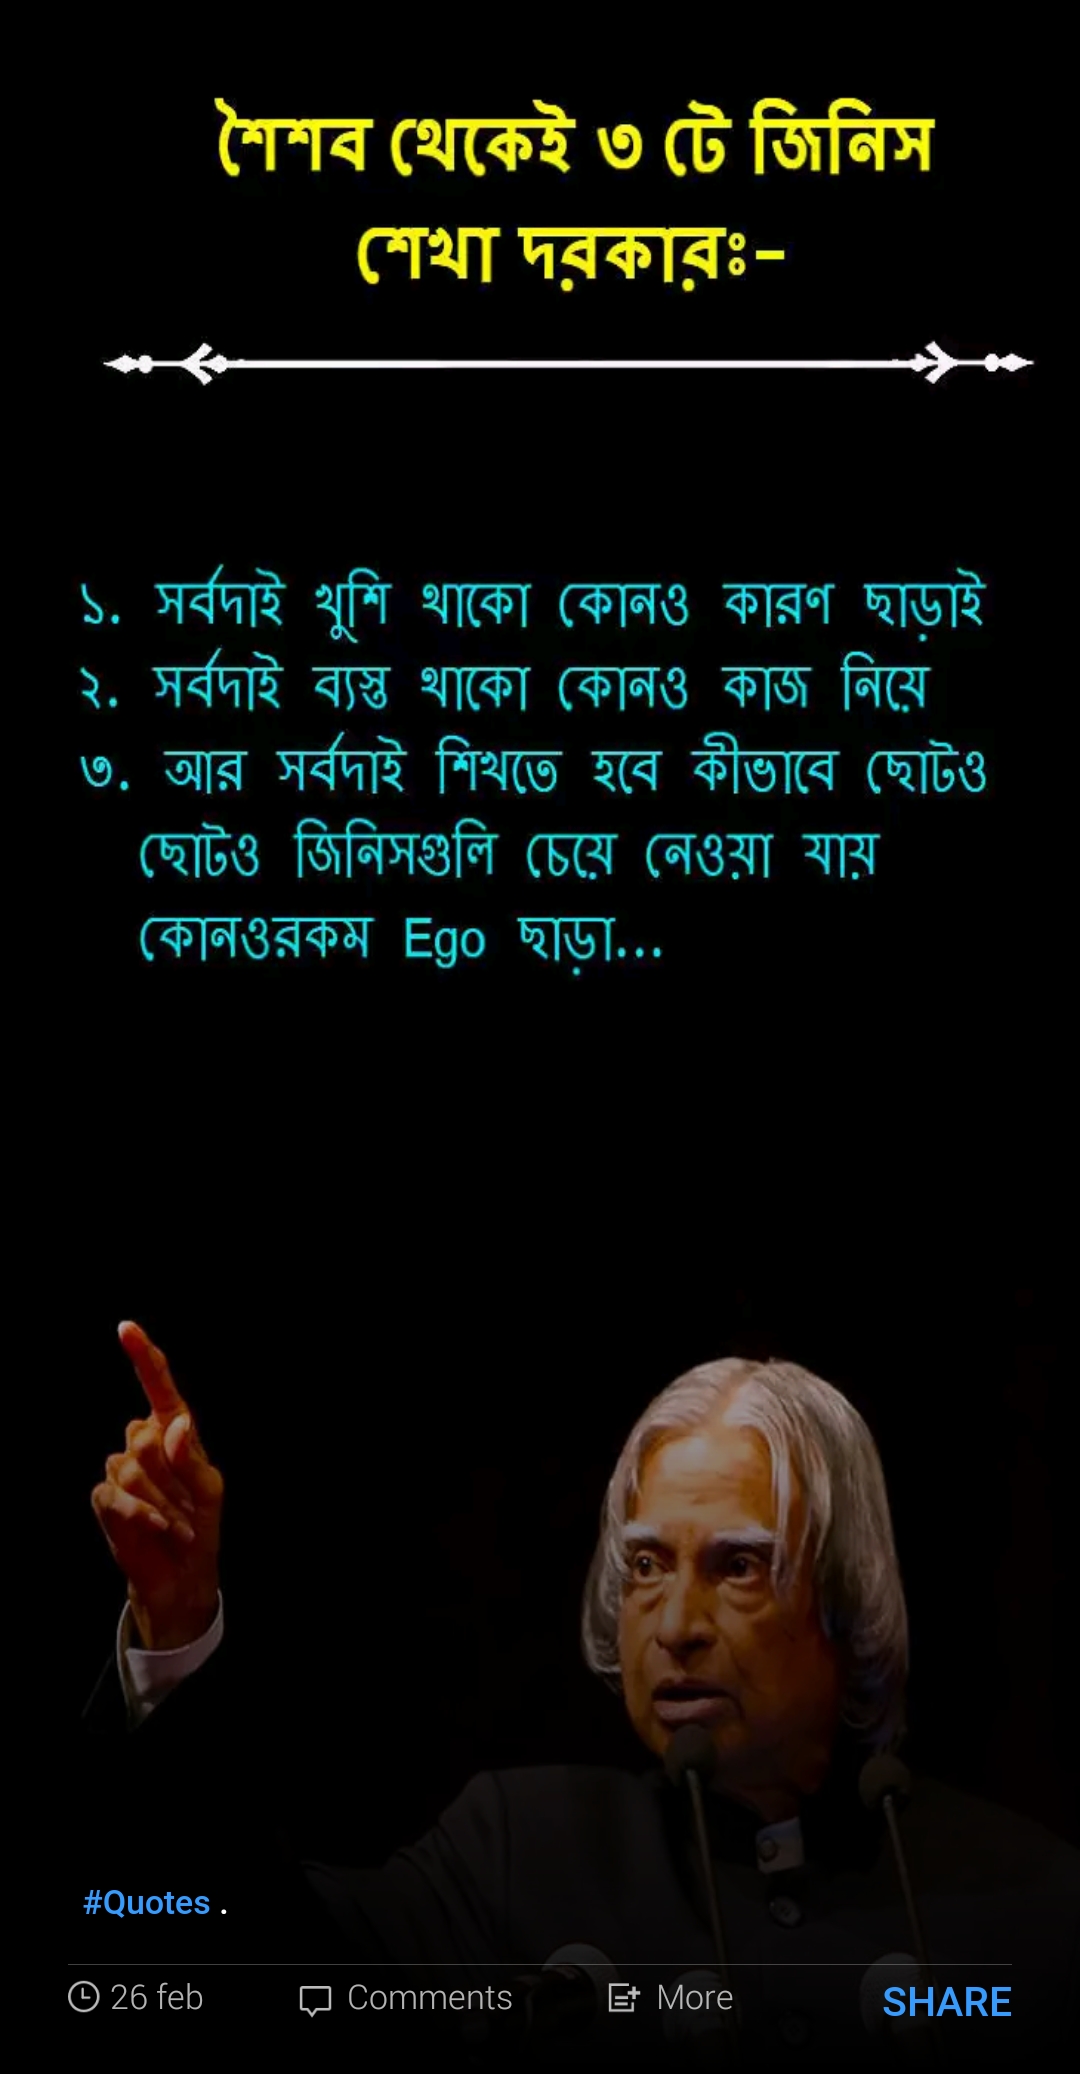 শৈশব থেকেই ৩ টে জিনিস
শেখা দরকারঃ-
১. সর্বদাই খুশি থাকো কোনও কারণ ছাড়াই
২. সর্বদাই ব্যস্ত থাকো কোনও কাজ নিয়ে
৩. আর সর্বদাই শিখতে হবে কীভাবে ছোটও
ছোটও জিনিসগুলি চেয়ে নেওয়া যায়
কোনওরকম Ego ছাড়া...
#Quotes .
26 feb Comments More SHARE